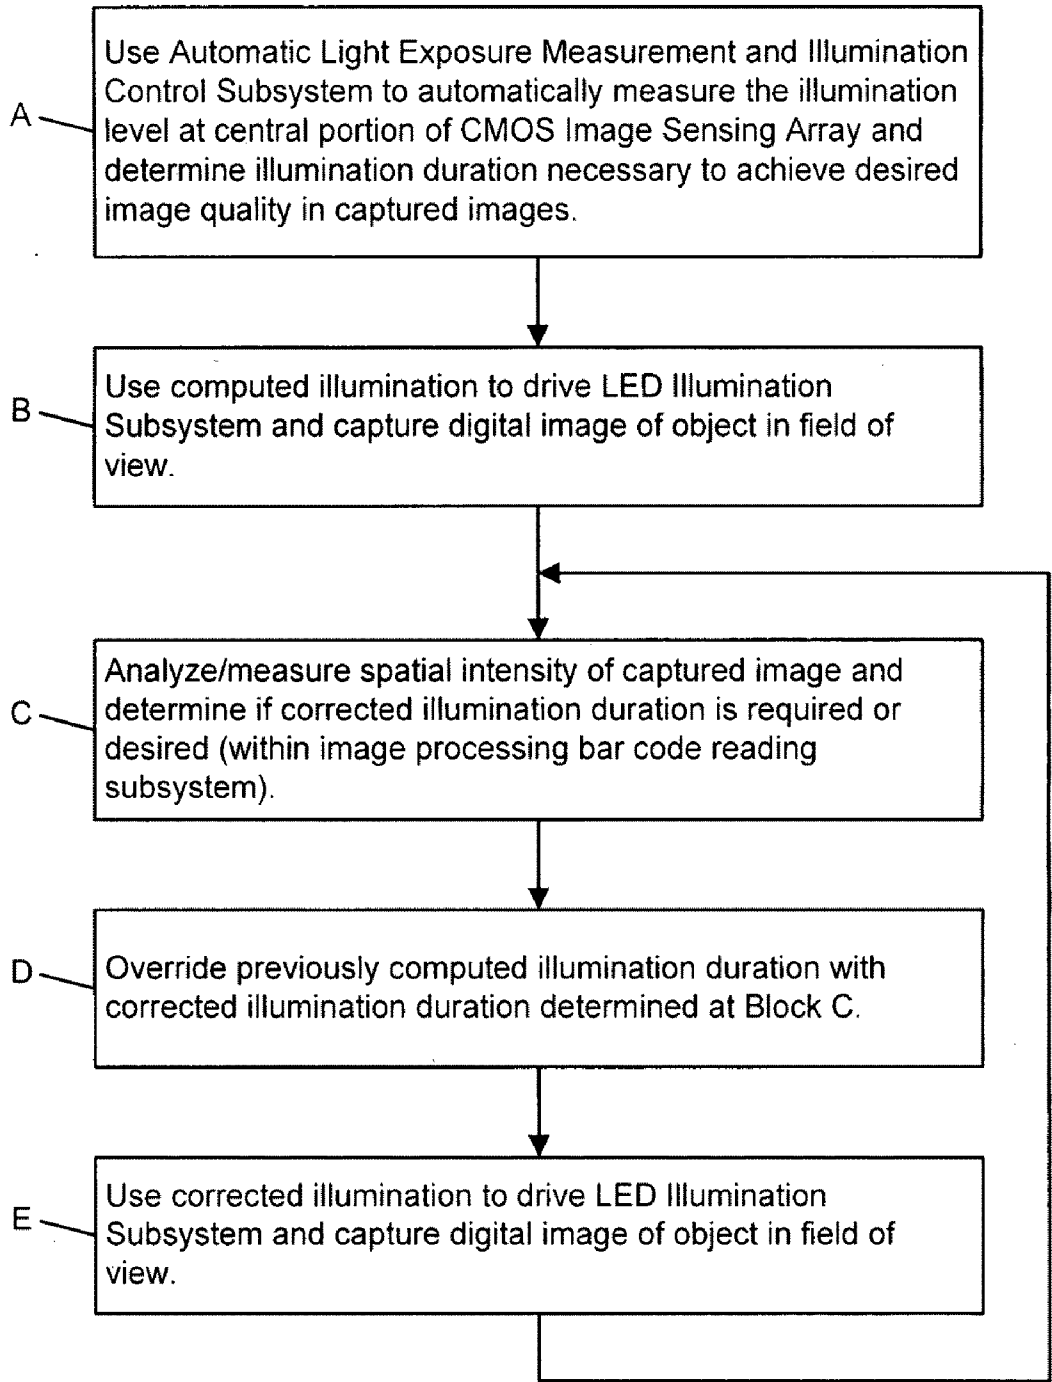 A
Use Automatic Light Exposure Measurement and Illumination
Control Subsystem to automatically measure the illumination
level at central portion of CMOS Image Sensing Array and
determine illumination duration necessary to achieve desired
image quality in captured images.
B
Use computed illumination to drive LED Illumination
Subsystem and capture digital image of object in field of
view.
C
Analyze/measure spatial intensity of captured image and
determine if corrected illumination duration is required or
desired (within image processing bar code reading
subsystem).
D
Override previously computed illumination duration with
corrected illumination duration determined at Block C.
E
Use corrected illumination to drive LED Illumination
Subsystem and capture digital image of object in field of
view.